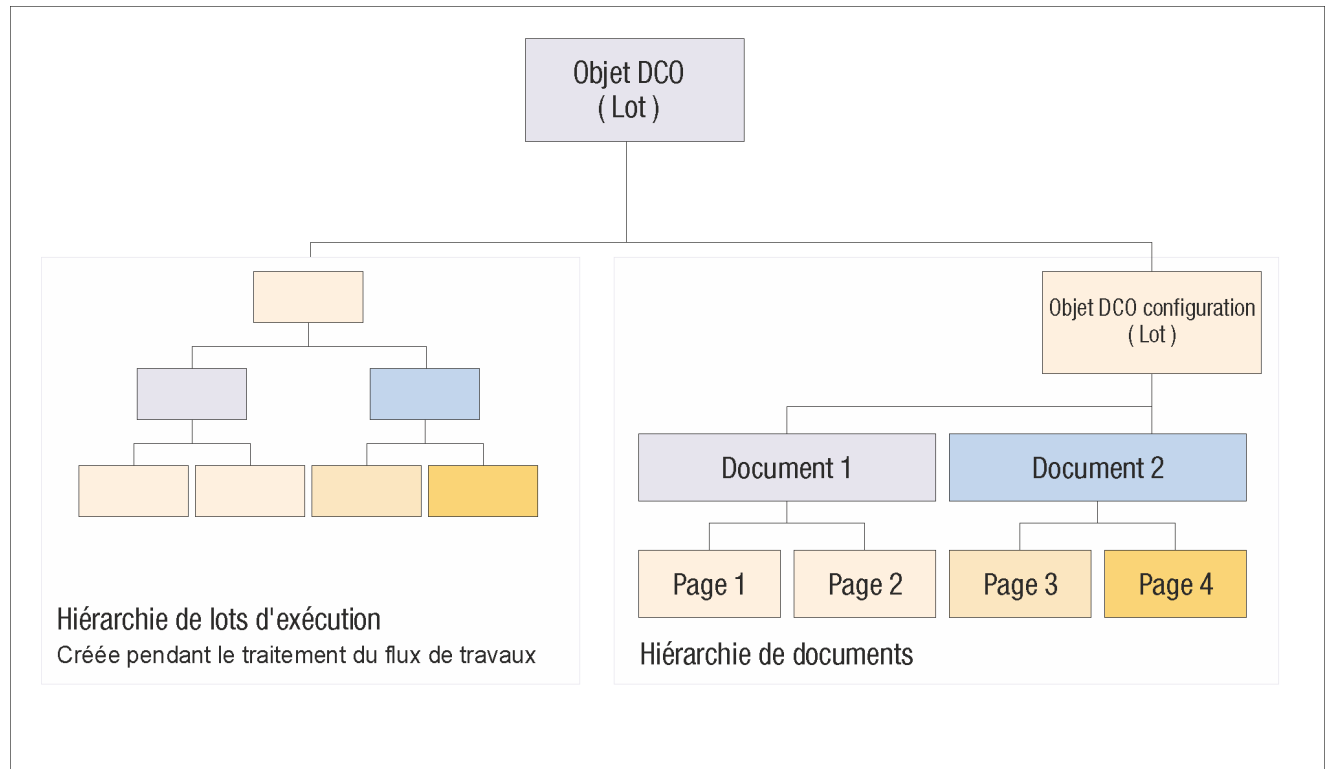 Objet DCO
( Lot )
Objet DCO configuration
( Lot )
Document 1
Document 2
Page 1
Page 2
Page 3
Page 4
Hiérarchie de lots d'exécution
Créée pendant le traitement du flux de travaux
Hiérarchie de documents